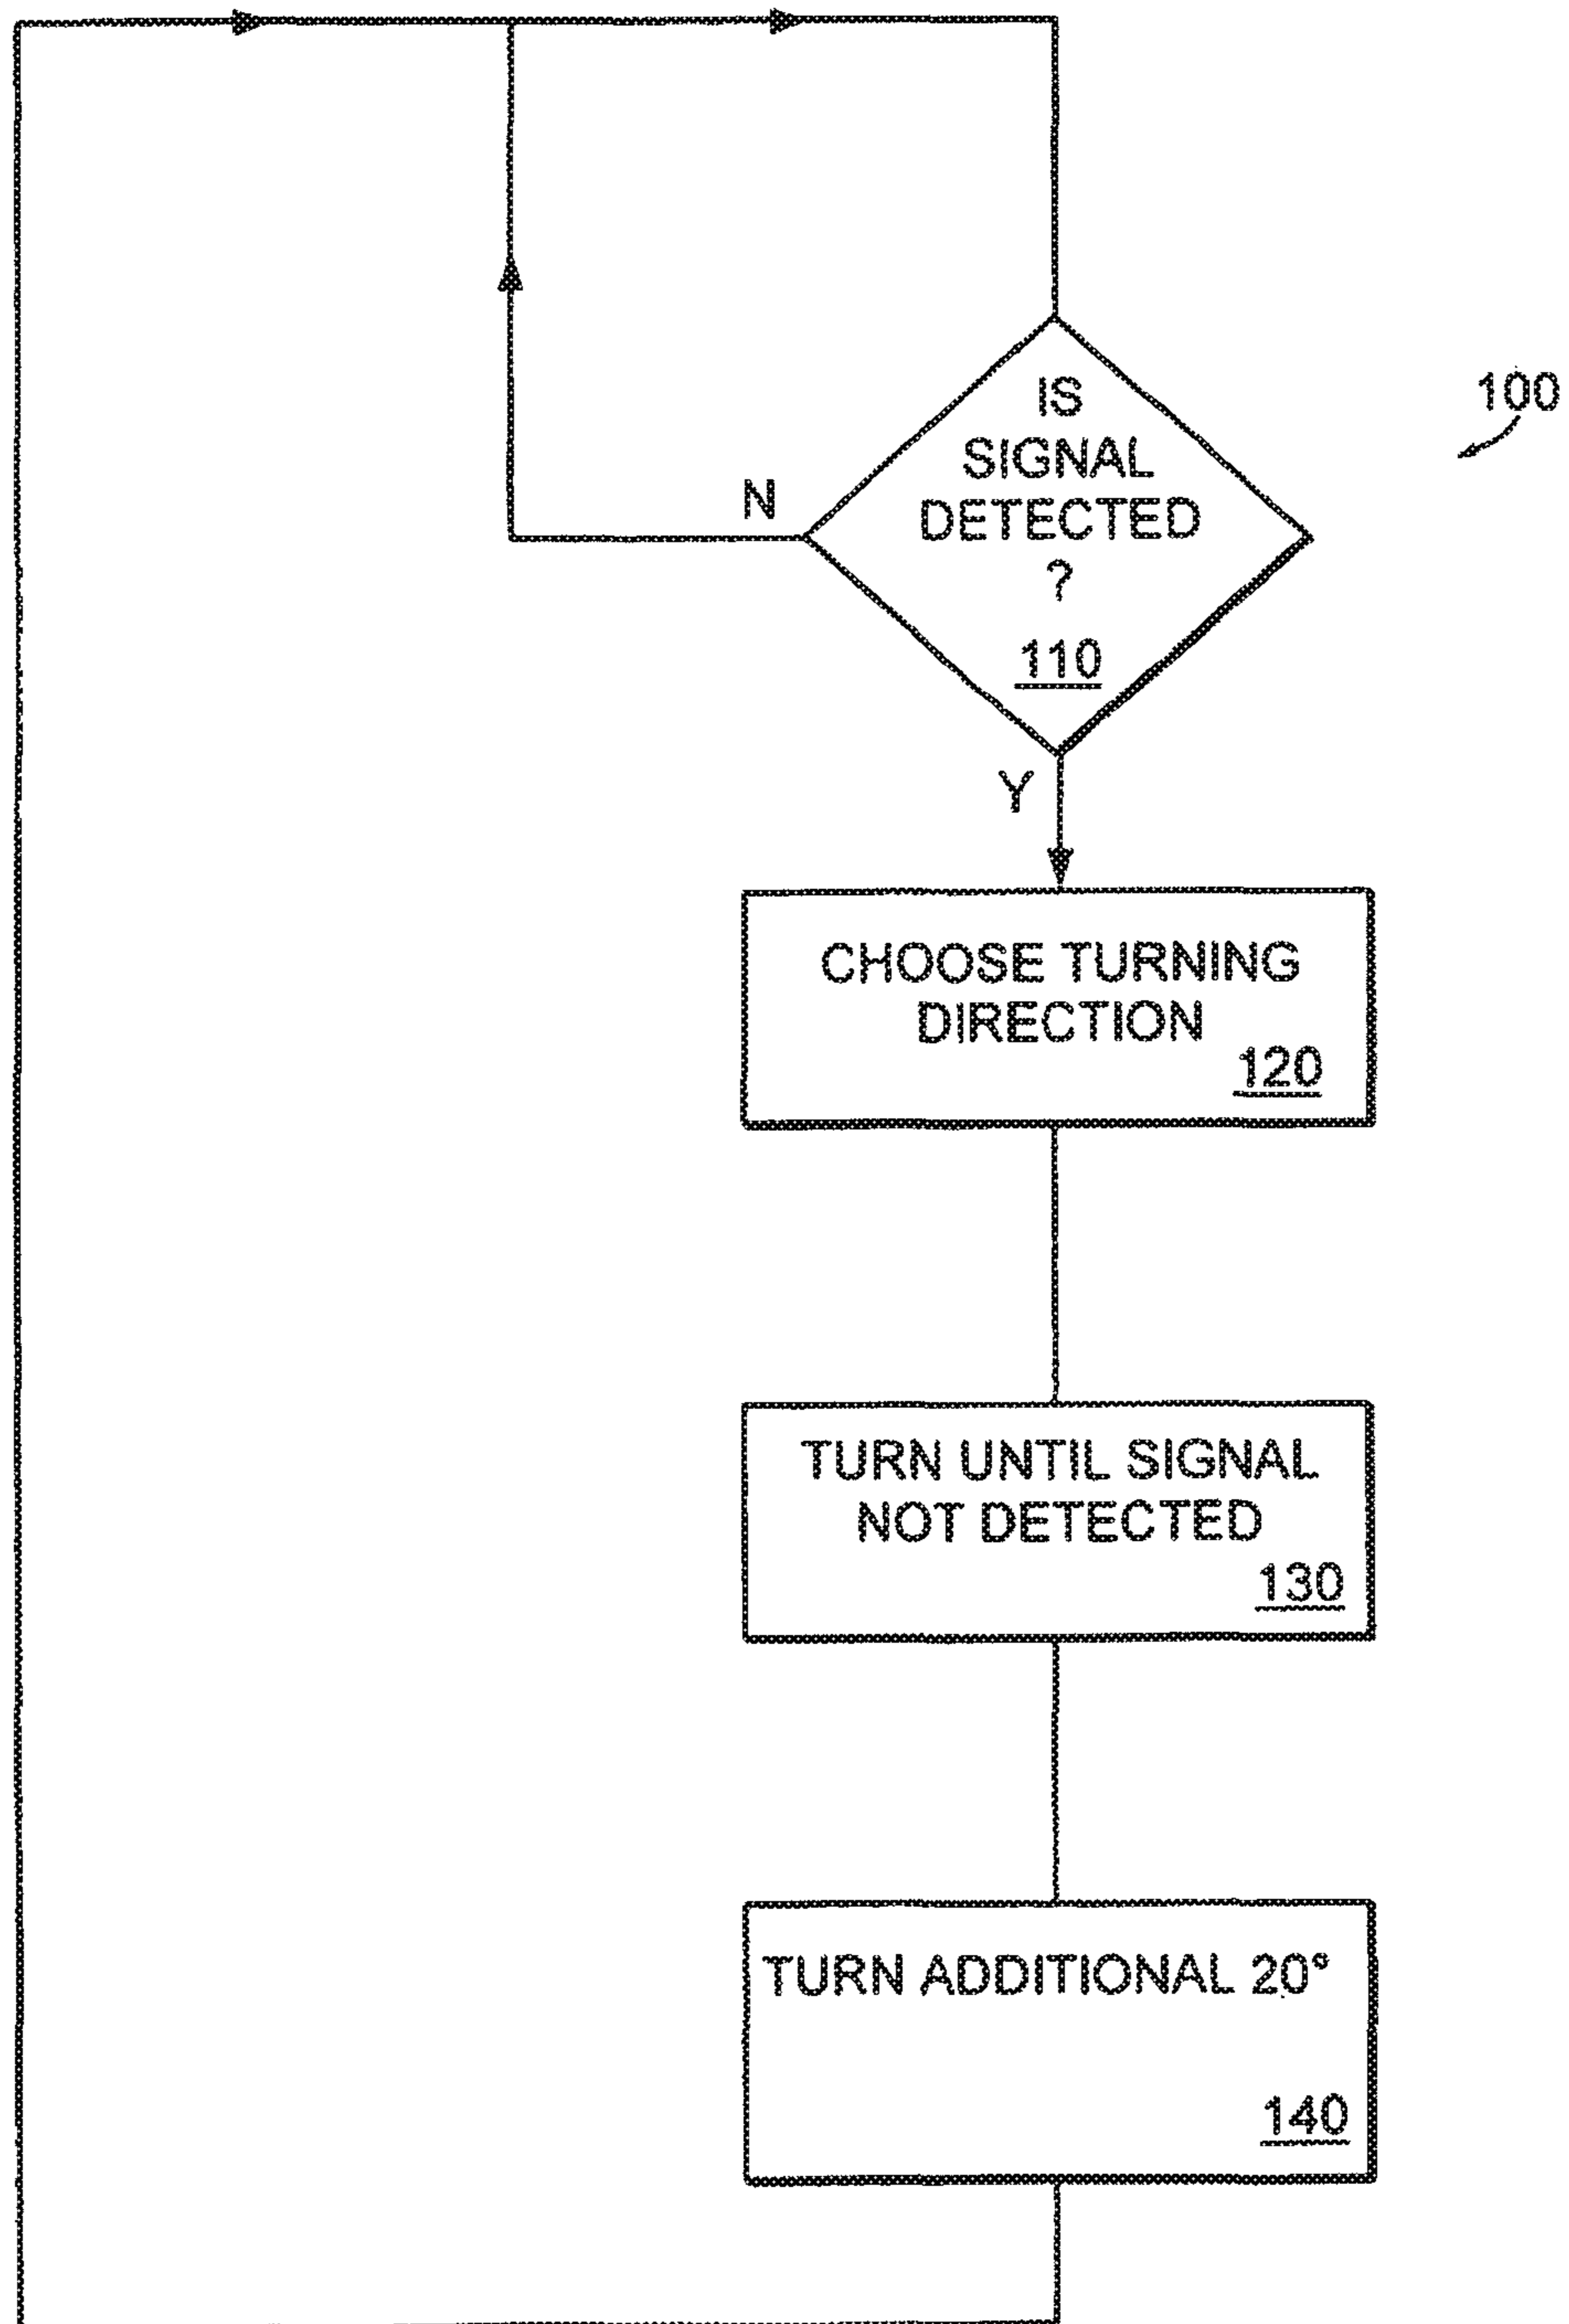 100
IS
SIGNAL
DETECTED
?
110
N
Y
CHOOSE TURNING
DIRECTION
120
TURN UNTIL SIGNAL
NOT DETECTED
130
TURN ADDITIONAL 20°
140